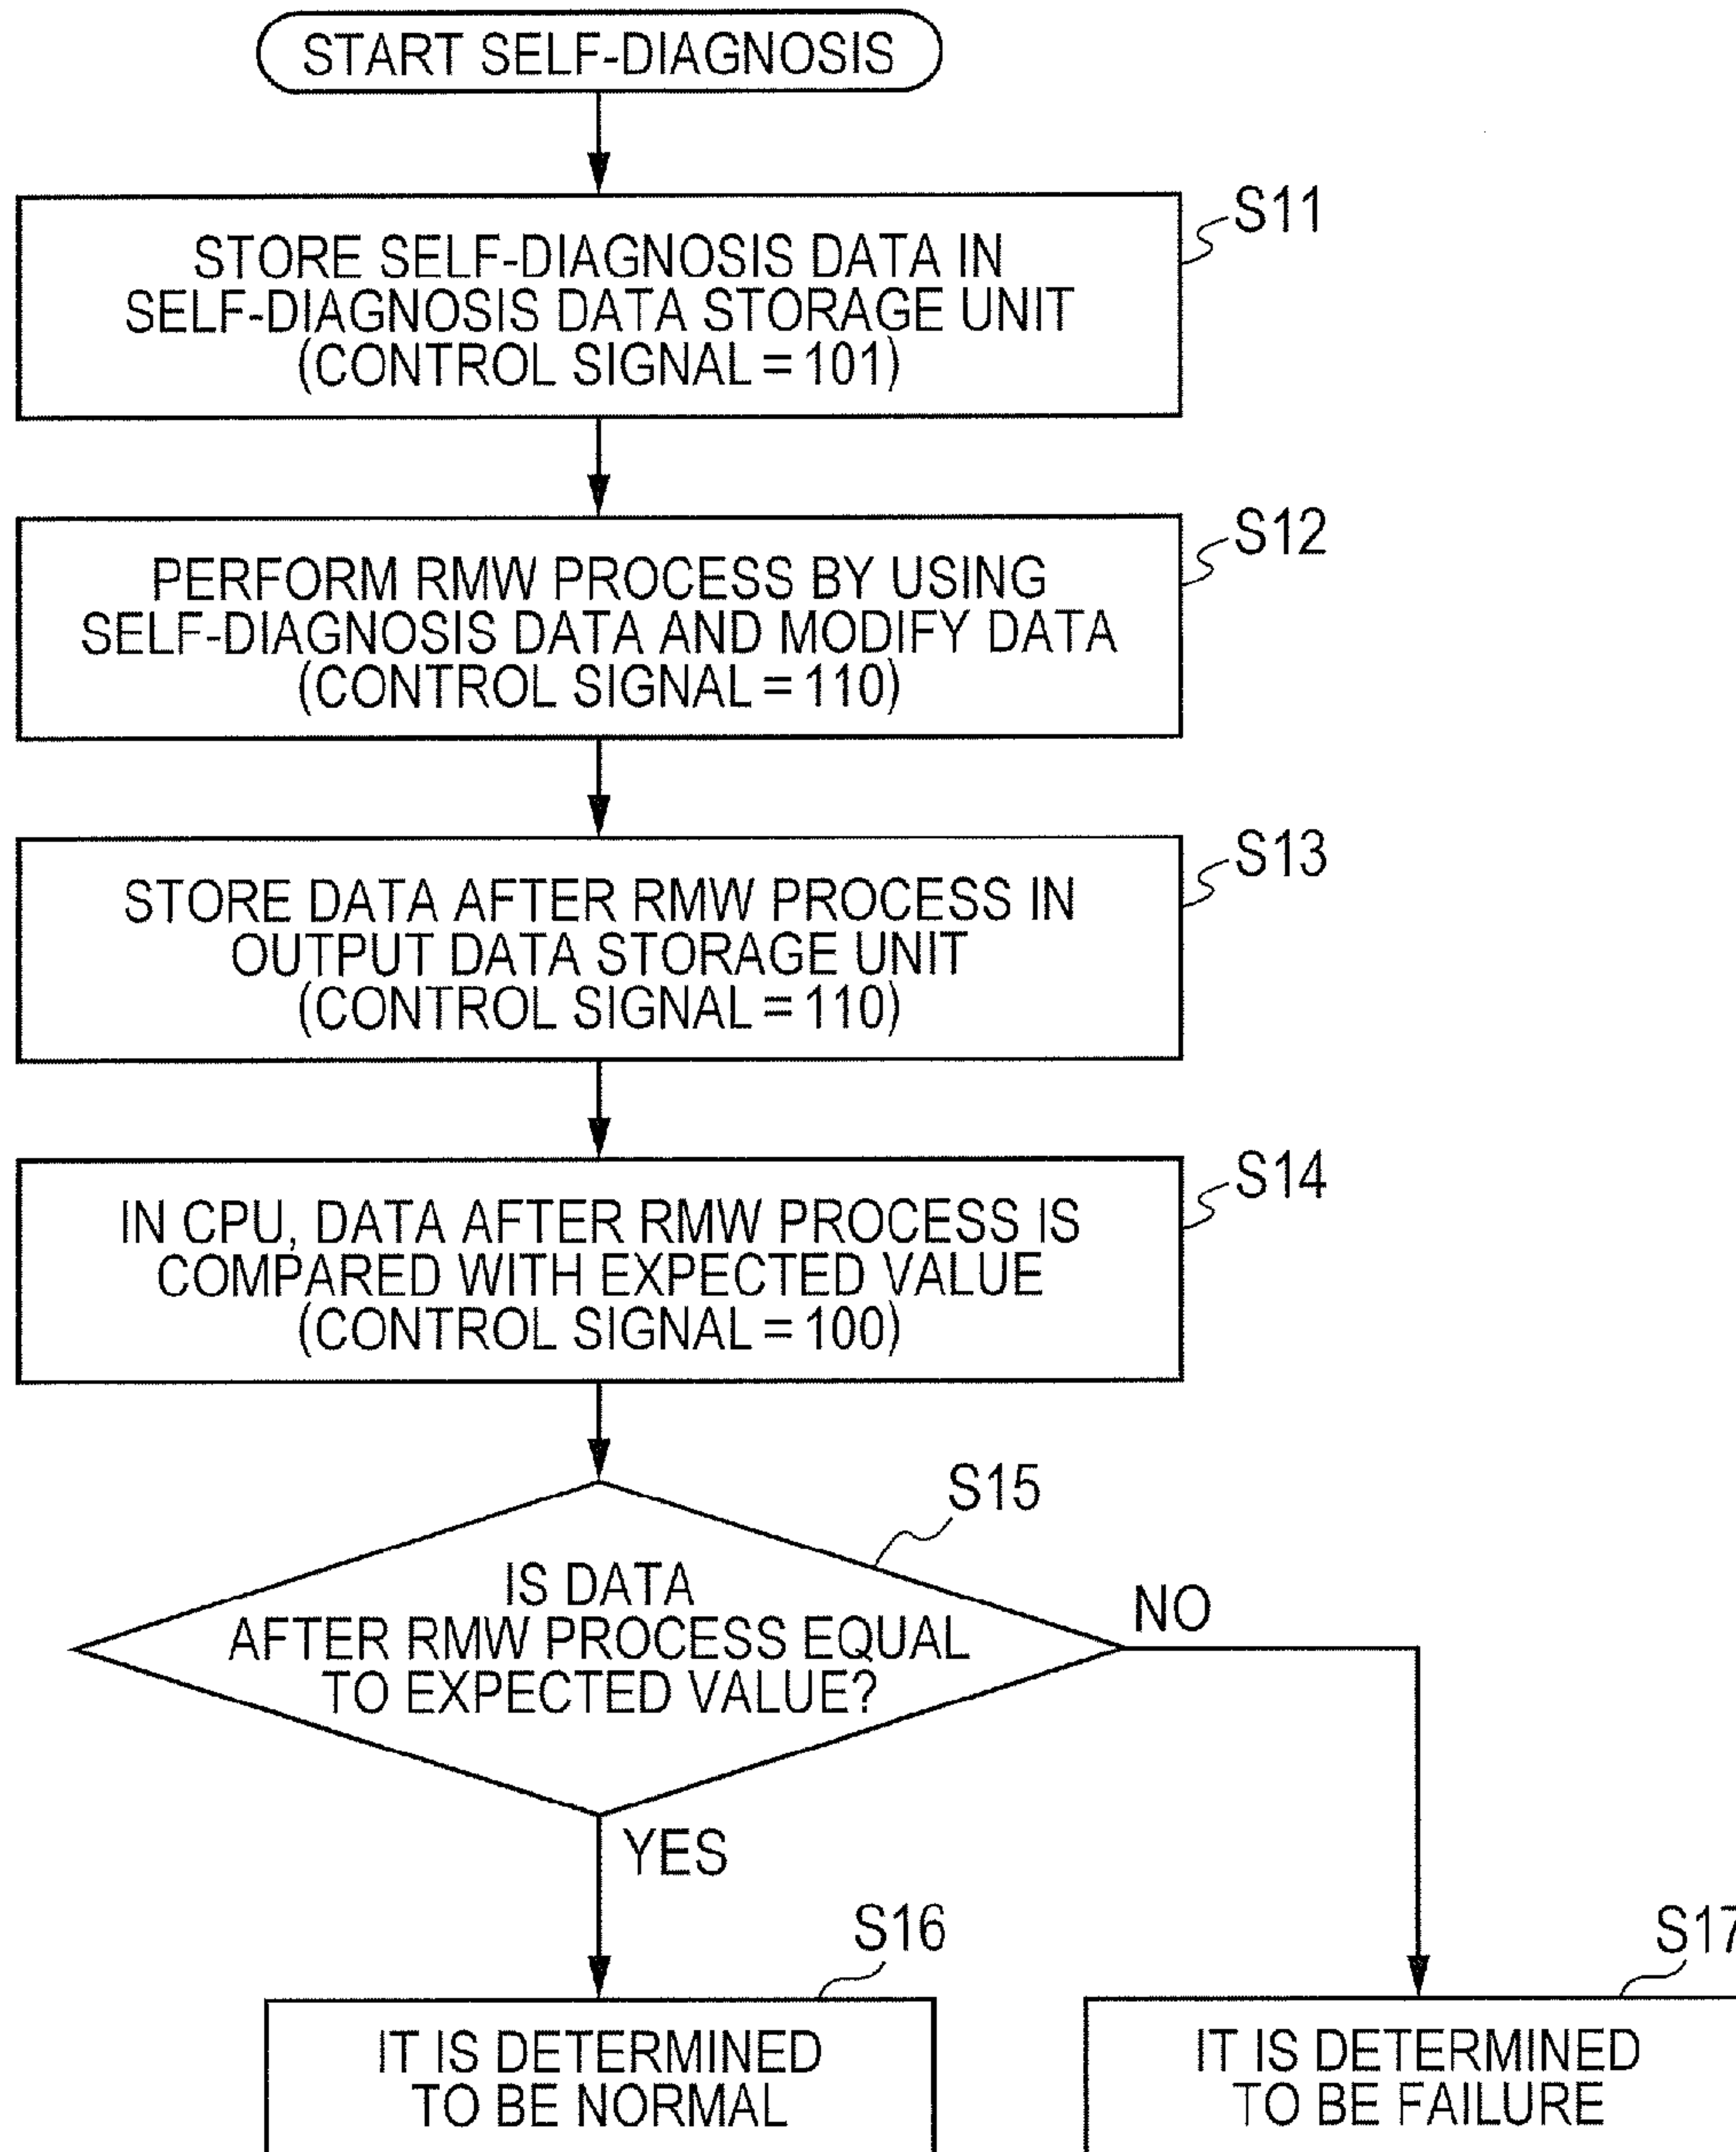 START SELF-DIAGNOSIS
S11
STORE SELF-DIAGNOSIS DATA IN
SELF-DIAGNOSIS DATA STORAGE UNIT
(CONTROL SIGNAL = 101)
S12
PERFORM RMW PROCESS BY USING
SELF-DIAGNOSIS DATA AND MODIFY DATA
(CONTROL SIGNAL = 110)
S13
STORE DATA AFTER RMW PROCESS IN
OUTPUT DATA STORAGE UNIT
(CONTROL SIGNAL = 110)
S14
IN CPU, DATA AFTER RMW PROCESS IS
COMPARED WITH EXPECTED VALUE
(CONTROL SIGNAL = 100)
S15
IS DATA
AFTER RMW PROCESS EQUAL
TO EXPECTED VALUE?
NO
YES
S16
IT IS DETERMINED
TO BE NORMAL
S17
IT IS DETERMINED
TO BE FAILURE